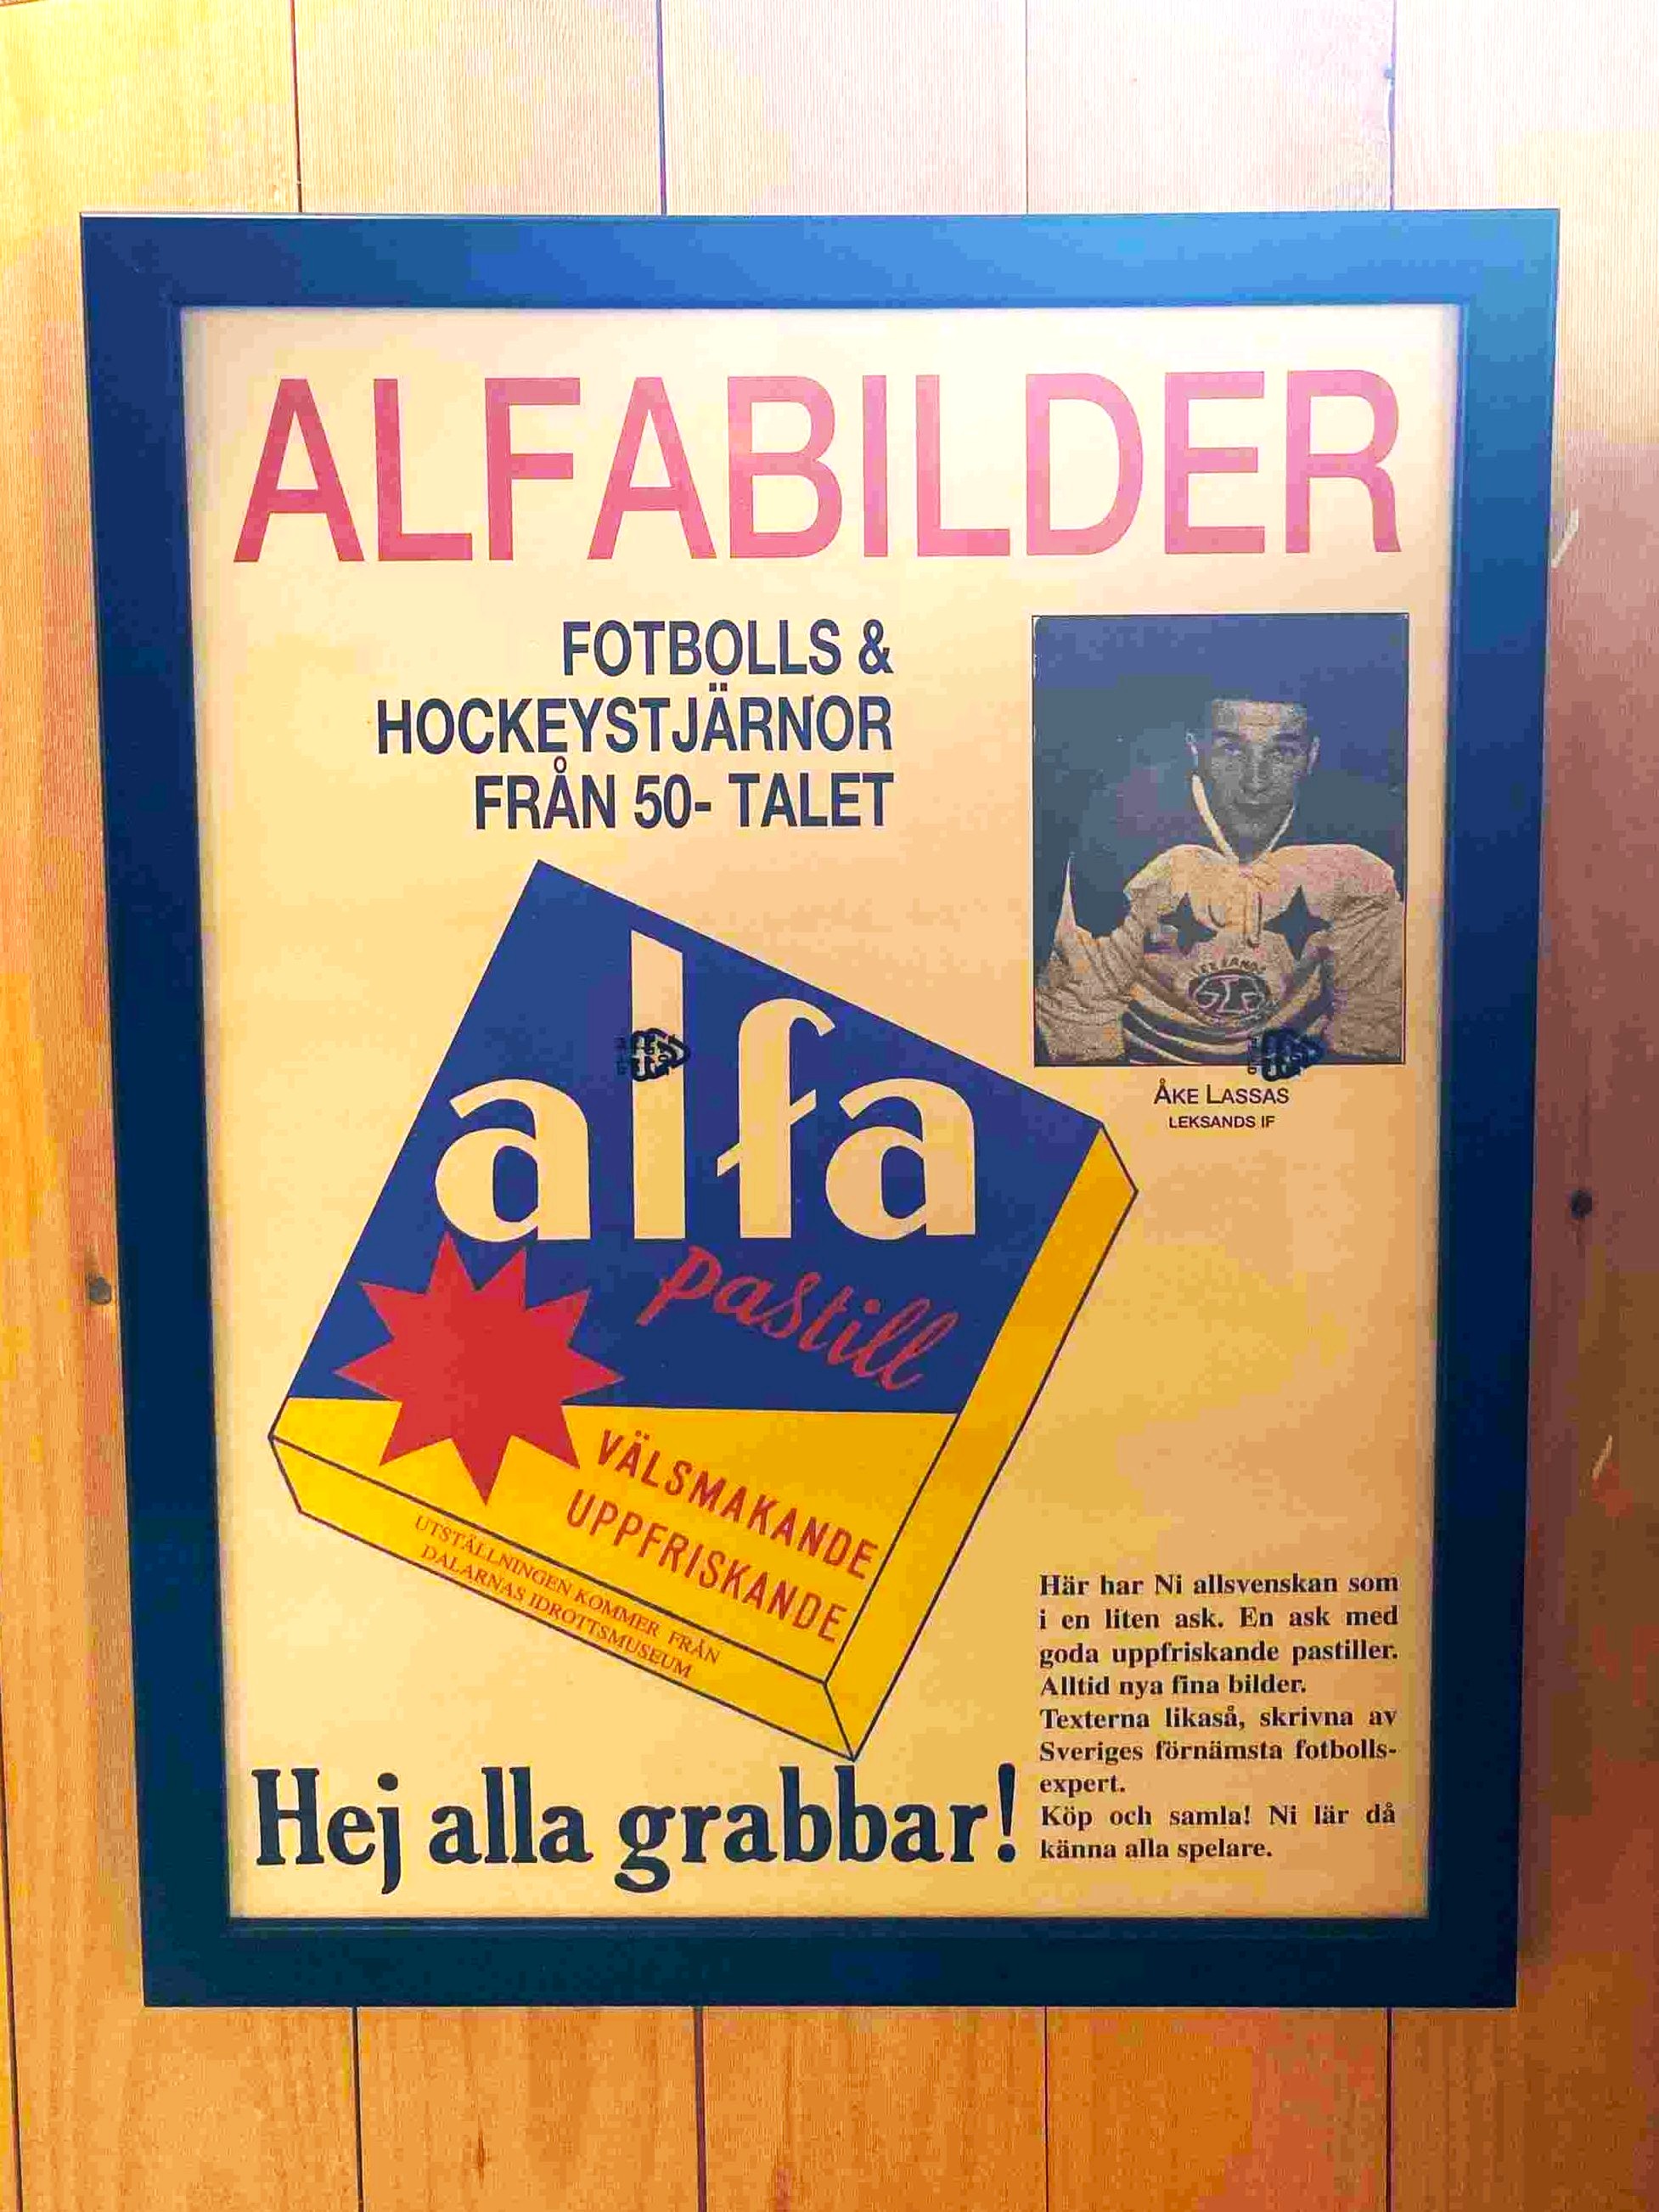 ALFABILDER
FOTBOLLS &
HOCKEYSTJÄRNOR
FRÅN 50- TALET
LEKSANDS
ÅKE LASSAS
LEKSANDS IF
alfa
pastill
VÄLSMAKANDE
UPPFRISKANDE
UTSTÄLLNINGEN KOMMER FRÅN
DALARNAS IDROTTSMUSEUM
Hej alla grabbar!
Här har Ni allsvenskan som
i en liten ask. En ask med
goda uppfriskande pastiller.
Alltid nya fina bilder.
Texterna likaså, skrivna av
Sveriges förnämsta fotbolls-
expert.
Köp och samla! Ni lär då
känna alla spelare.